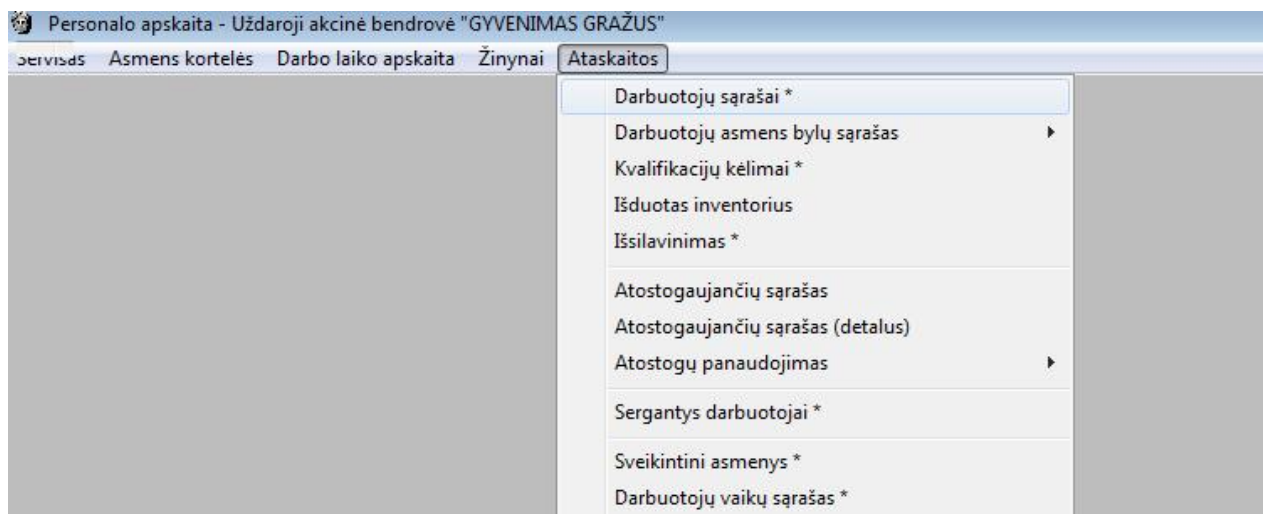 Personalo apskaita - Uždaroji akcinė bendrovė "GYVENIMAS GRAŽUS"
Servisas Asmens kortelės Darbo laiko apskaita Žinynai Ataskaitos
Darbuotojų sąrašai *
Darbuotojų asmens bylų sąrašas
Kvalifikacijų kėlimai *
Išduotas inventorius
Išsilavinimas *
Atostogaujančių sąrašas
Atostogaujančių sąrašas (detalus)
Atostogų panaudojimas
Sergantys darbuotojai *
Sveikintini asmenys *
Darbuotojų vaikų sąrašas *